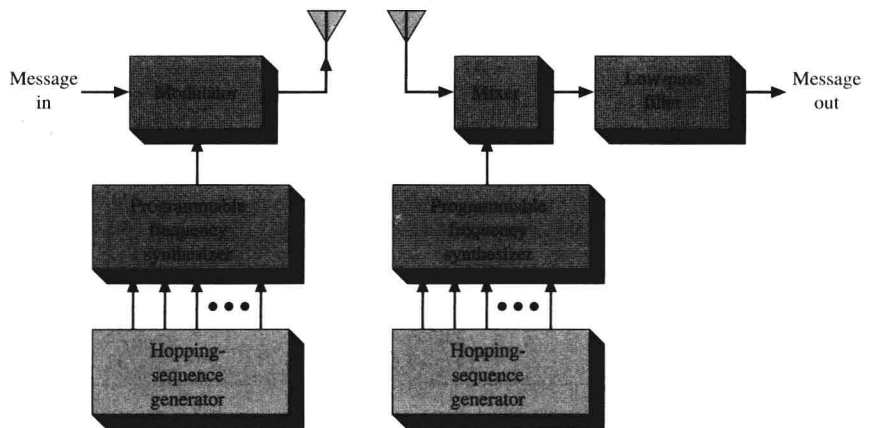 Message
in
Modulator
Mixer
Low-pass
filter
Message
out
Programmable
frequency
synthesizer
Programmable
frequency
synthesizer
Hopping-
sequence
generator
Hopping-
sequence
generator